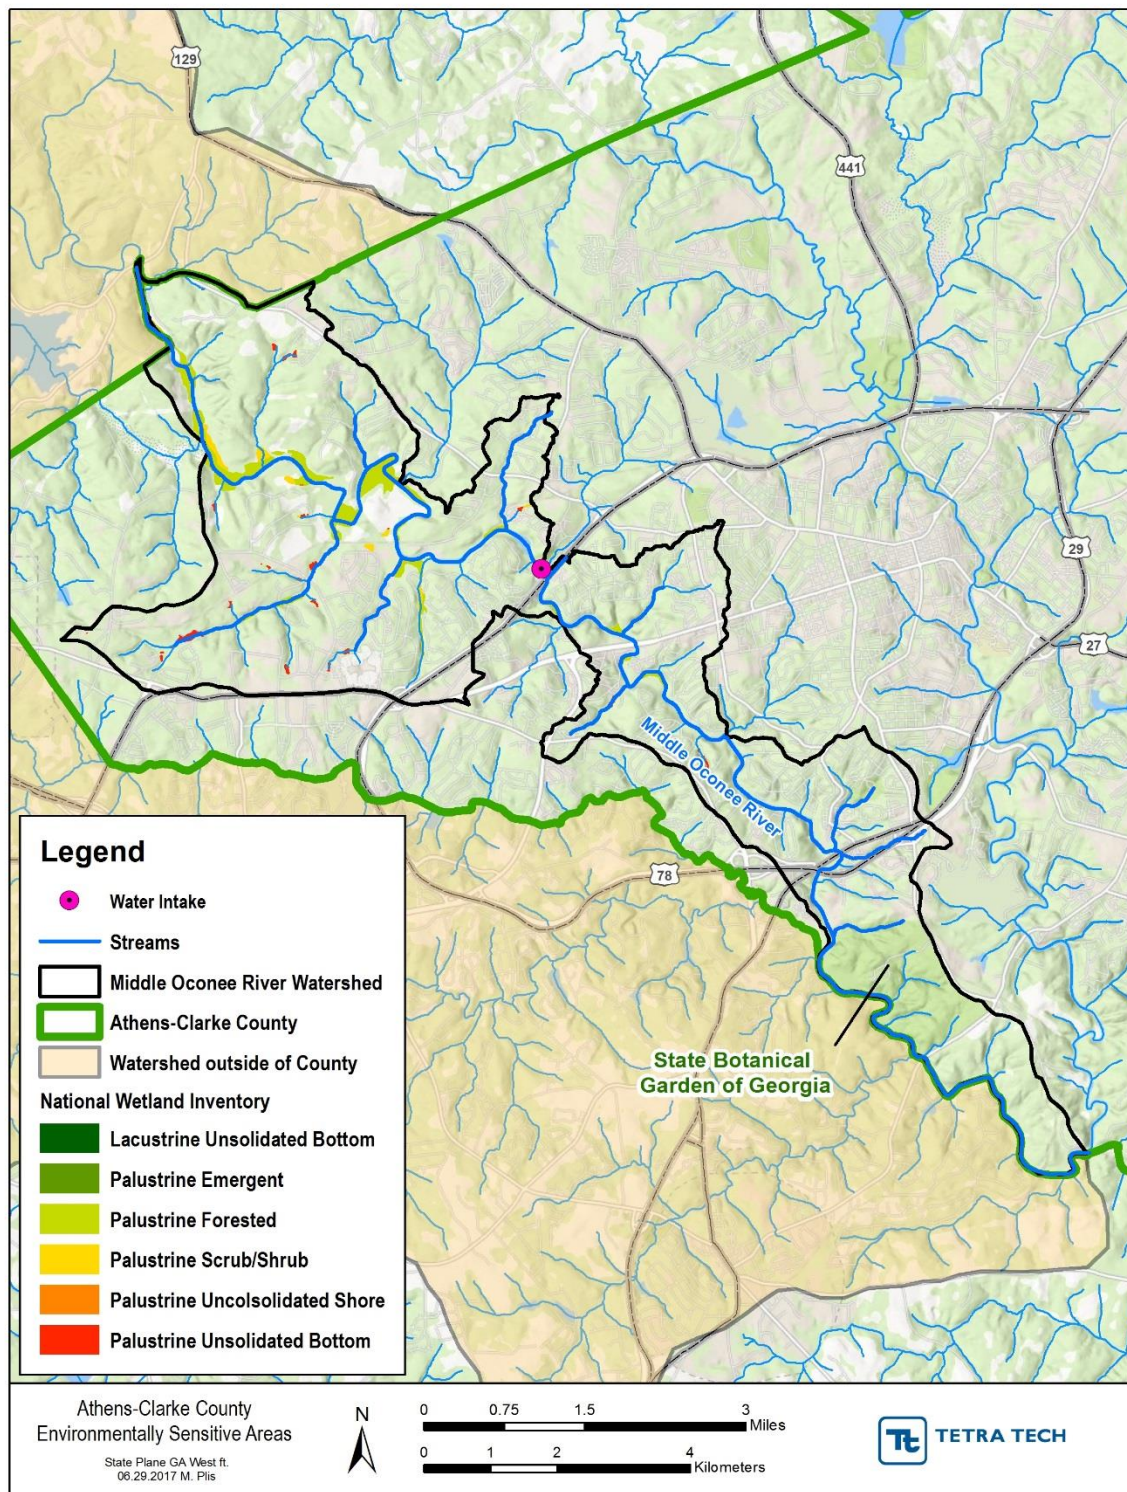 129
441
29
27
Middle Oconee River
78
State Botanical
Garden of Georgia
Legend
Water Intake
Streams
Middle Oconee River Watershed
Athens-Clarke County
Watershed outside of County
National Wetland Inventory
Lacustrine Unsolidated Bottom
Palustrine Emergent
Palustrine Forested
Palustrine Scrub/Shrub
Palustrine Uncolsolidated Shore
Palustrine Unsolidated Bottom
Athens-Clarke County
Environmentally Sensitive Areas
State Plane GA West ft.
06.29.2017 M. Plis
N
0 0.75 1.5 3
Miles
0 1 2 4
Kilometers
Tt TETRA TECH